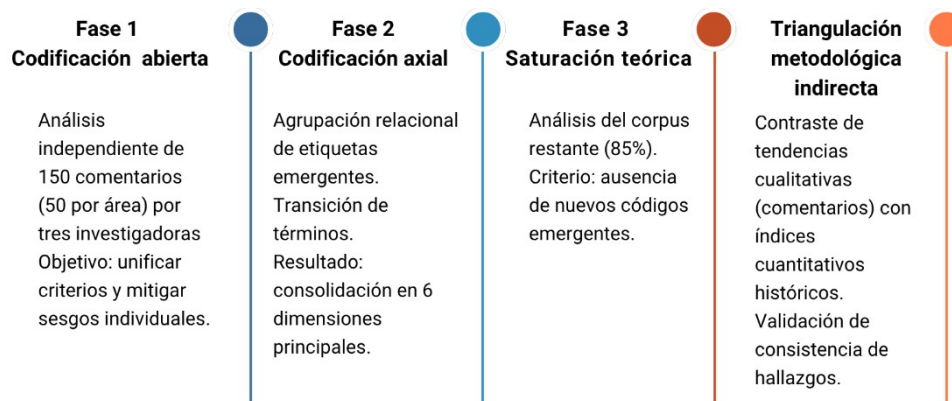 Fase 1
Codificación abierta
Análisis
independiente de
150 comentarios
(50 por área) por
tres investigadoras
Objetivo: unificar
criterios y mitigar
sesgos individuales.
Fase 2
Codificación axial
Agrupación relacional
de etiquetas
emergentes.
Transición de
términos.
Resultado:
consolidación en 6
dimensiones
principales.
Fase 3
Saturación teórica
Análisis del corpus
restante (85%).
Criterio: ausencia
de nuevos códigos
emergentes.
Triangulación
metodológica
indirecta
Contraste de
tendencias
cualitativas
(comentarios) con
índices
cuantitativos
históricos.
Validación de
consistencia de
hallazgos.